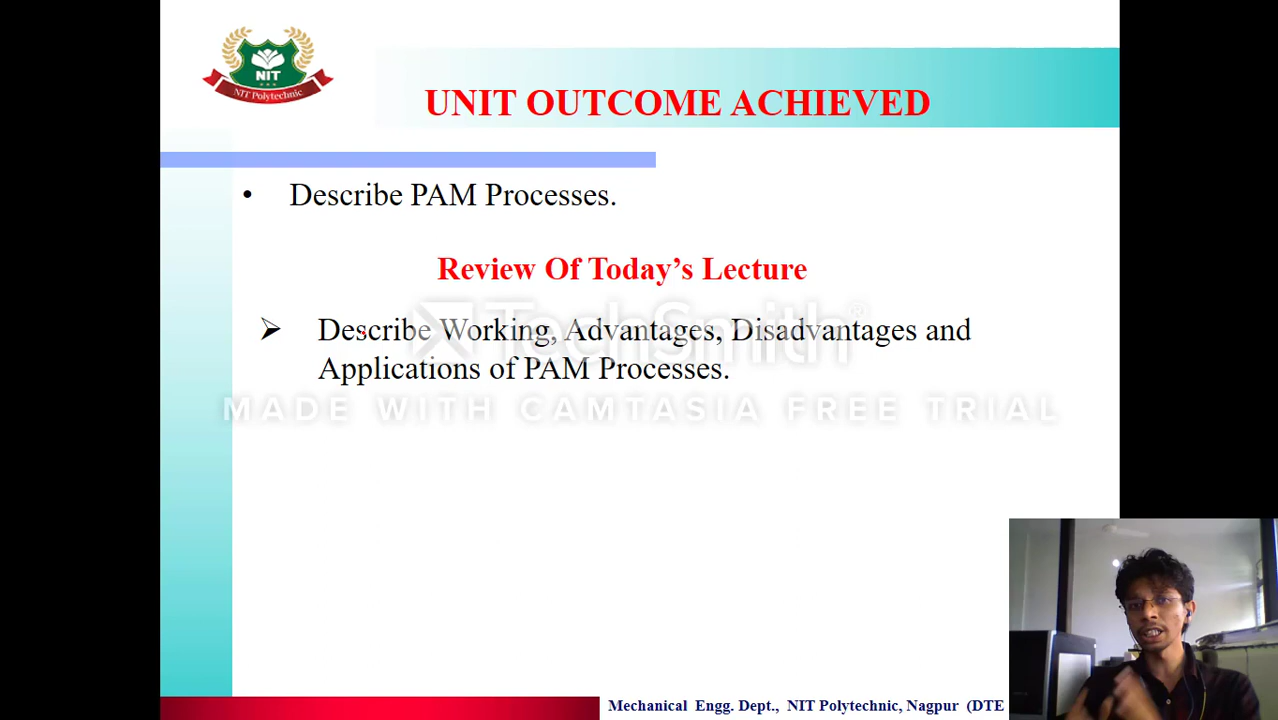 NIT
NIT Polytechnic
UNIT OUTCOME ACHIEVED
• Describe PAM Processes.
Review Of Today's Lecture
➢ Describe Working, Advantages, Disadvantages and
Applications of PAM Processes.
TechSmith®
MADE WITH CAMTASIA FREE TRIAL
Mechanical Engg. Dept., NIT Polytechnic, Nagpur (DTE